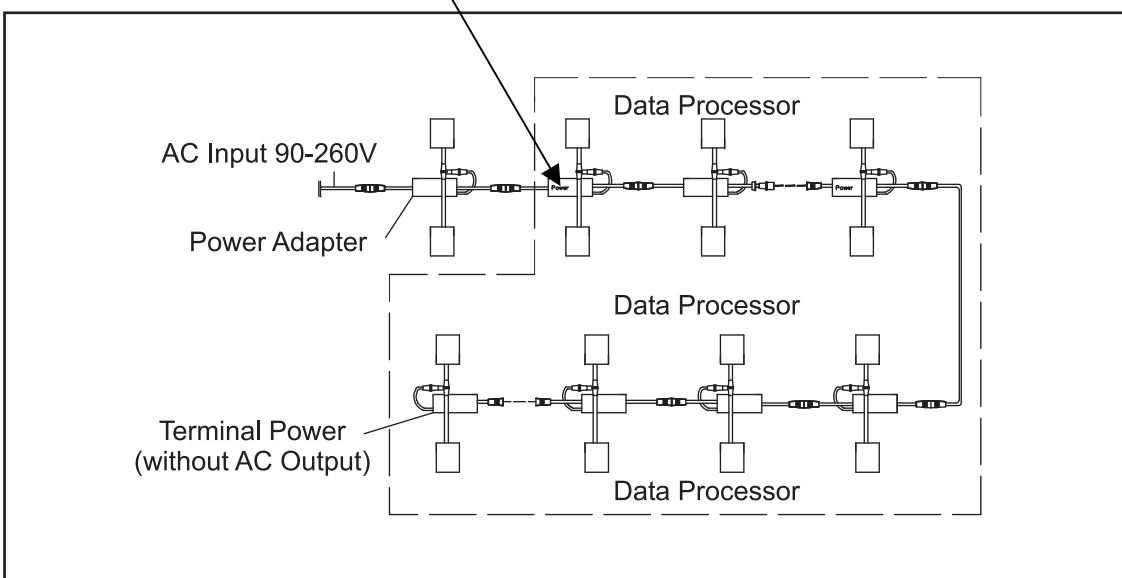 Data Processor
AC Input 90-260V
Power
Power
Power Adapter
Data Processor
Terminal Power
(without AC Output)
Data Processor